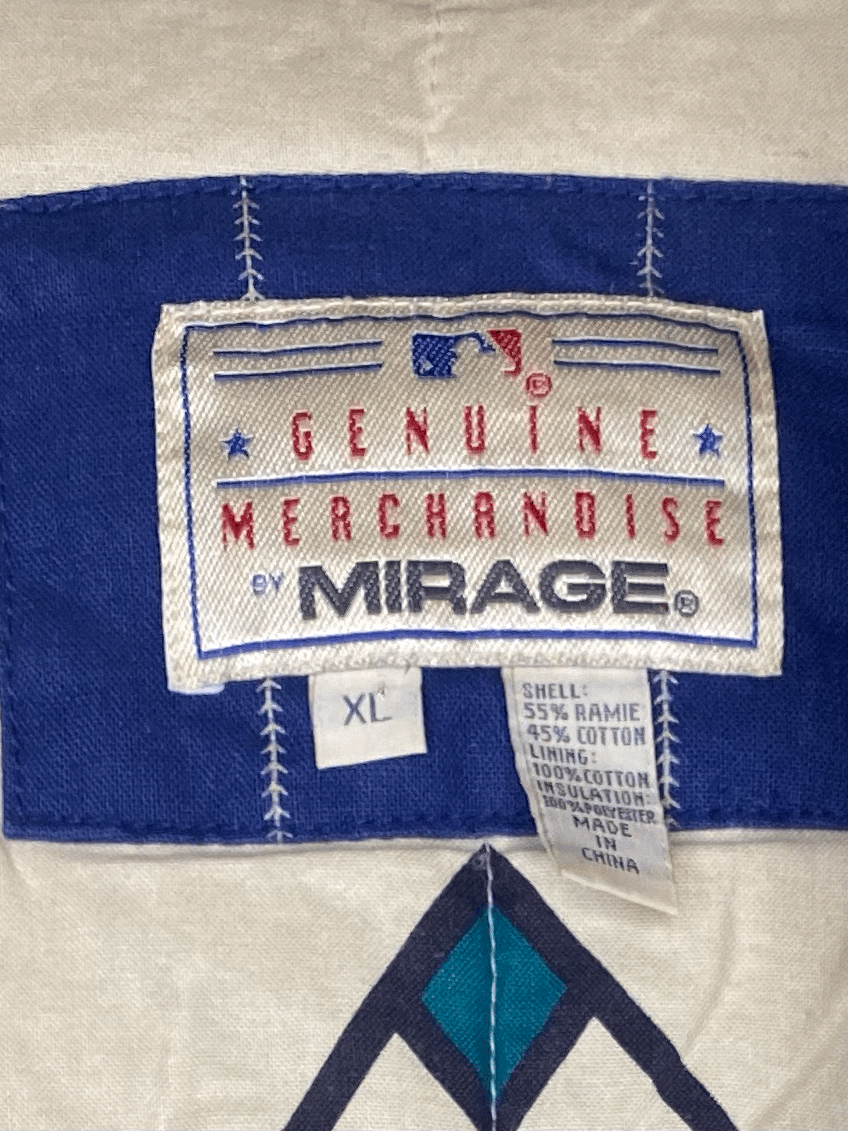 ®
GENUINE
MERCHANDISE
BY MIRAGE®
XL
SHELL:
55% RAMIE
45% COTTON
LINING:
100% COTTON
INSULATION:
100% POLYESTER
MADE
IN
CHINA